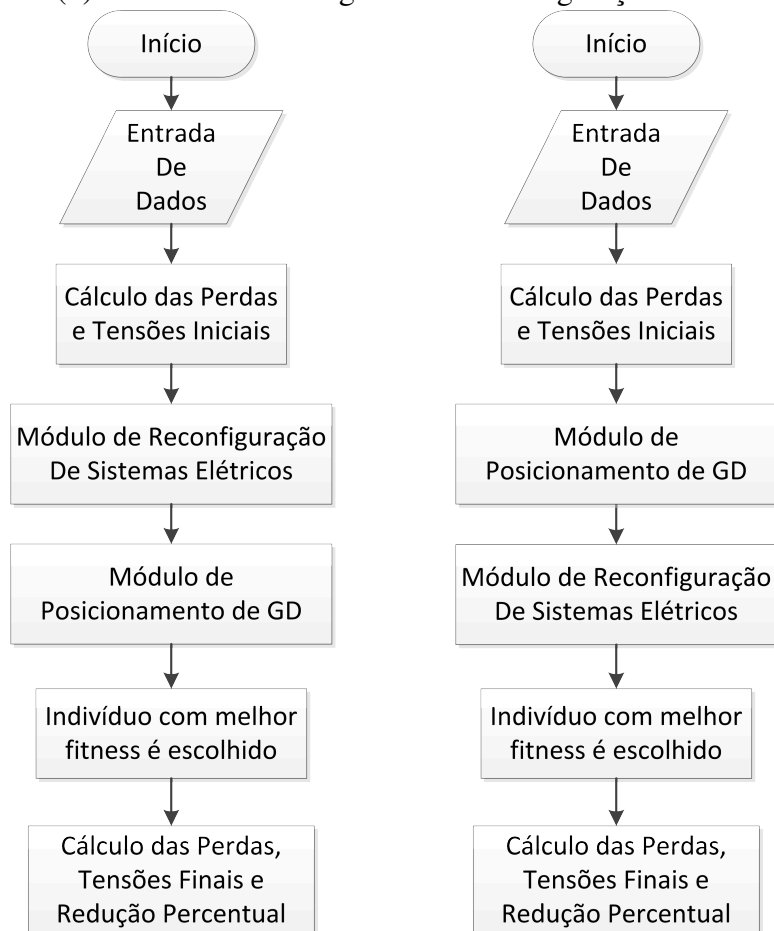 Início
Entrada
De
Dados
Cálculo das Perdas
e Tensões Iniciais
Módulo de Reconfiguração
De Sistemas Elétricos
Módulo de
Posicionamento de GD
Indivíduo com melhor
fitness é escolhido
Cálculo das Perdas,
Tensões Finais e
Redução Percentual
Início
Entrada
De
Dados
Cálculo das Perdas
e Tensões Iniciais
Módulo de
Posicionamento de GD
Módulo de Reconfiguração
De Sistemas Elétricos
Indivíduo com melhor
fitness é escolhido
Cálculo das Perdas,
Tensões Finais e
Redução Percentual